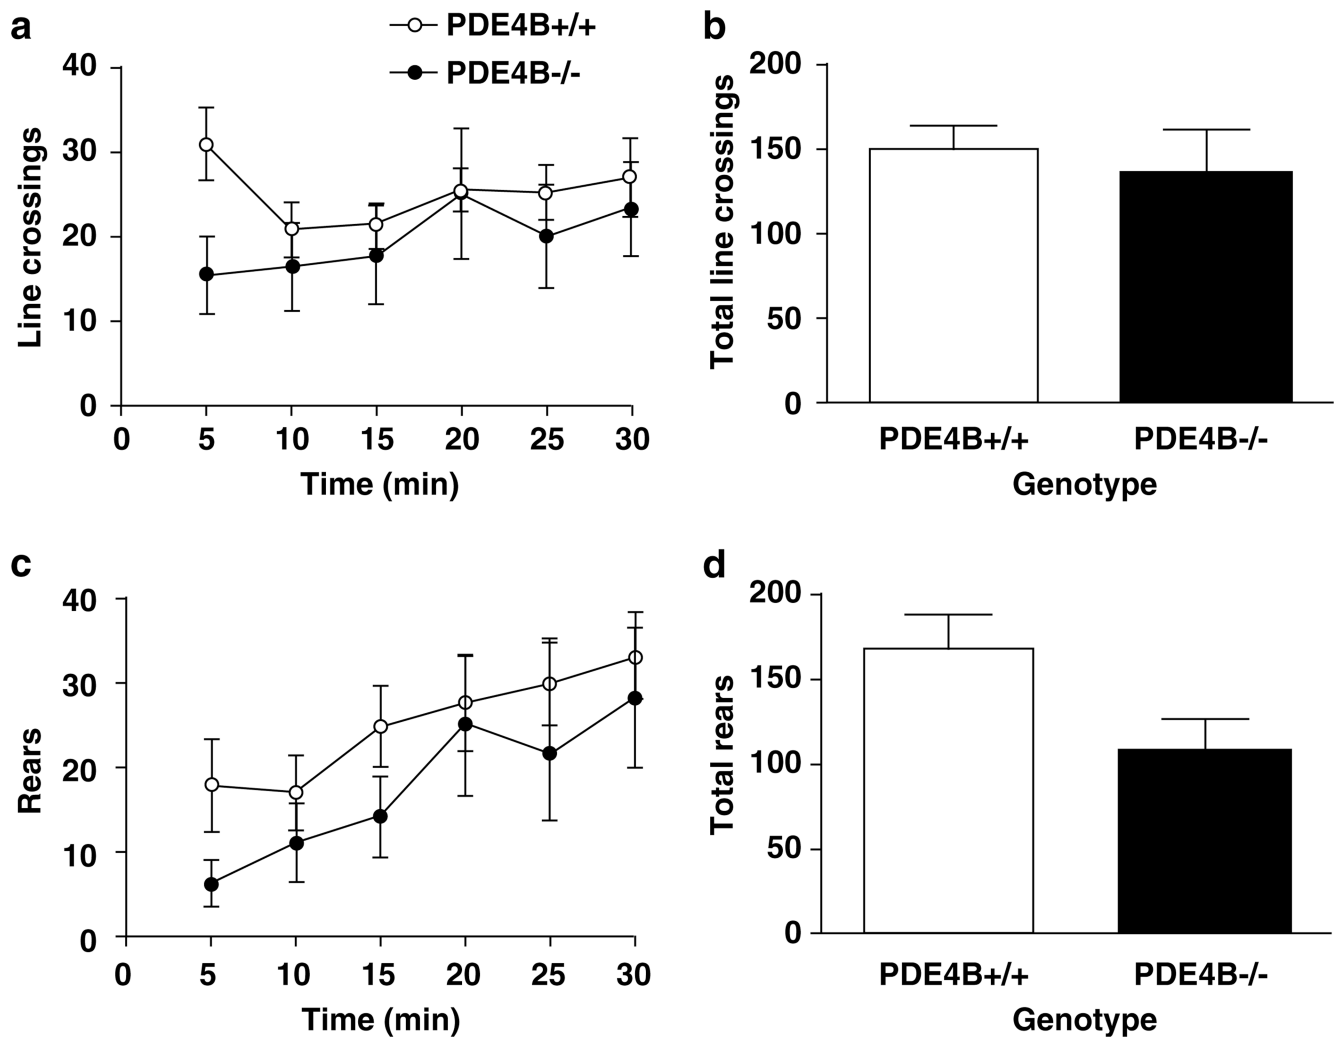 a
PDE4B+/+
PDE4B-/-
40
30
20
10
0
Line crossings
0 5 10 15 20 25 30
Time (min)
b
200
150
100
50
0
Total line crossings
PDE4B+/+ PDE4B-/-
Genotype
c
40
30
20
10
0
Rears
0 5 10 15 20 25 30
Time (min)
d
200
150
100
50
0
Total rears
PDE4B+/+ PDE4B-/-
Genotype